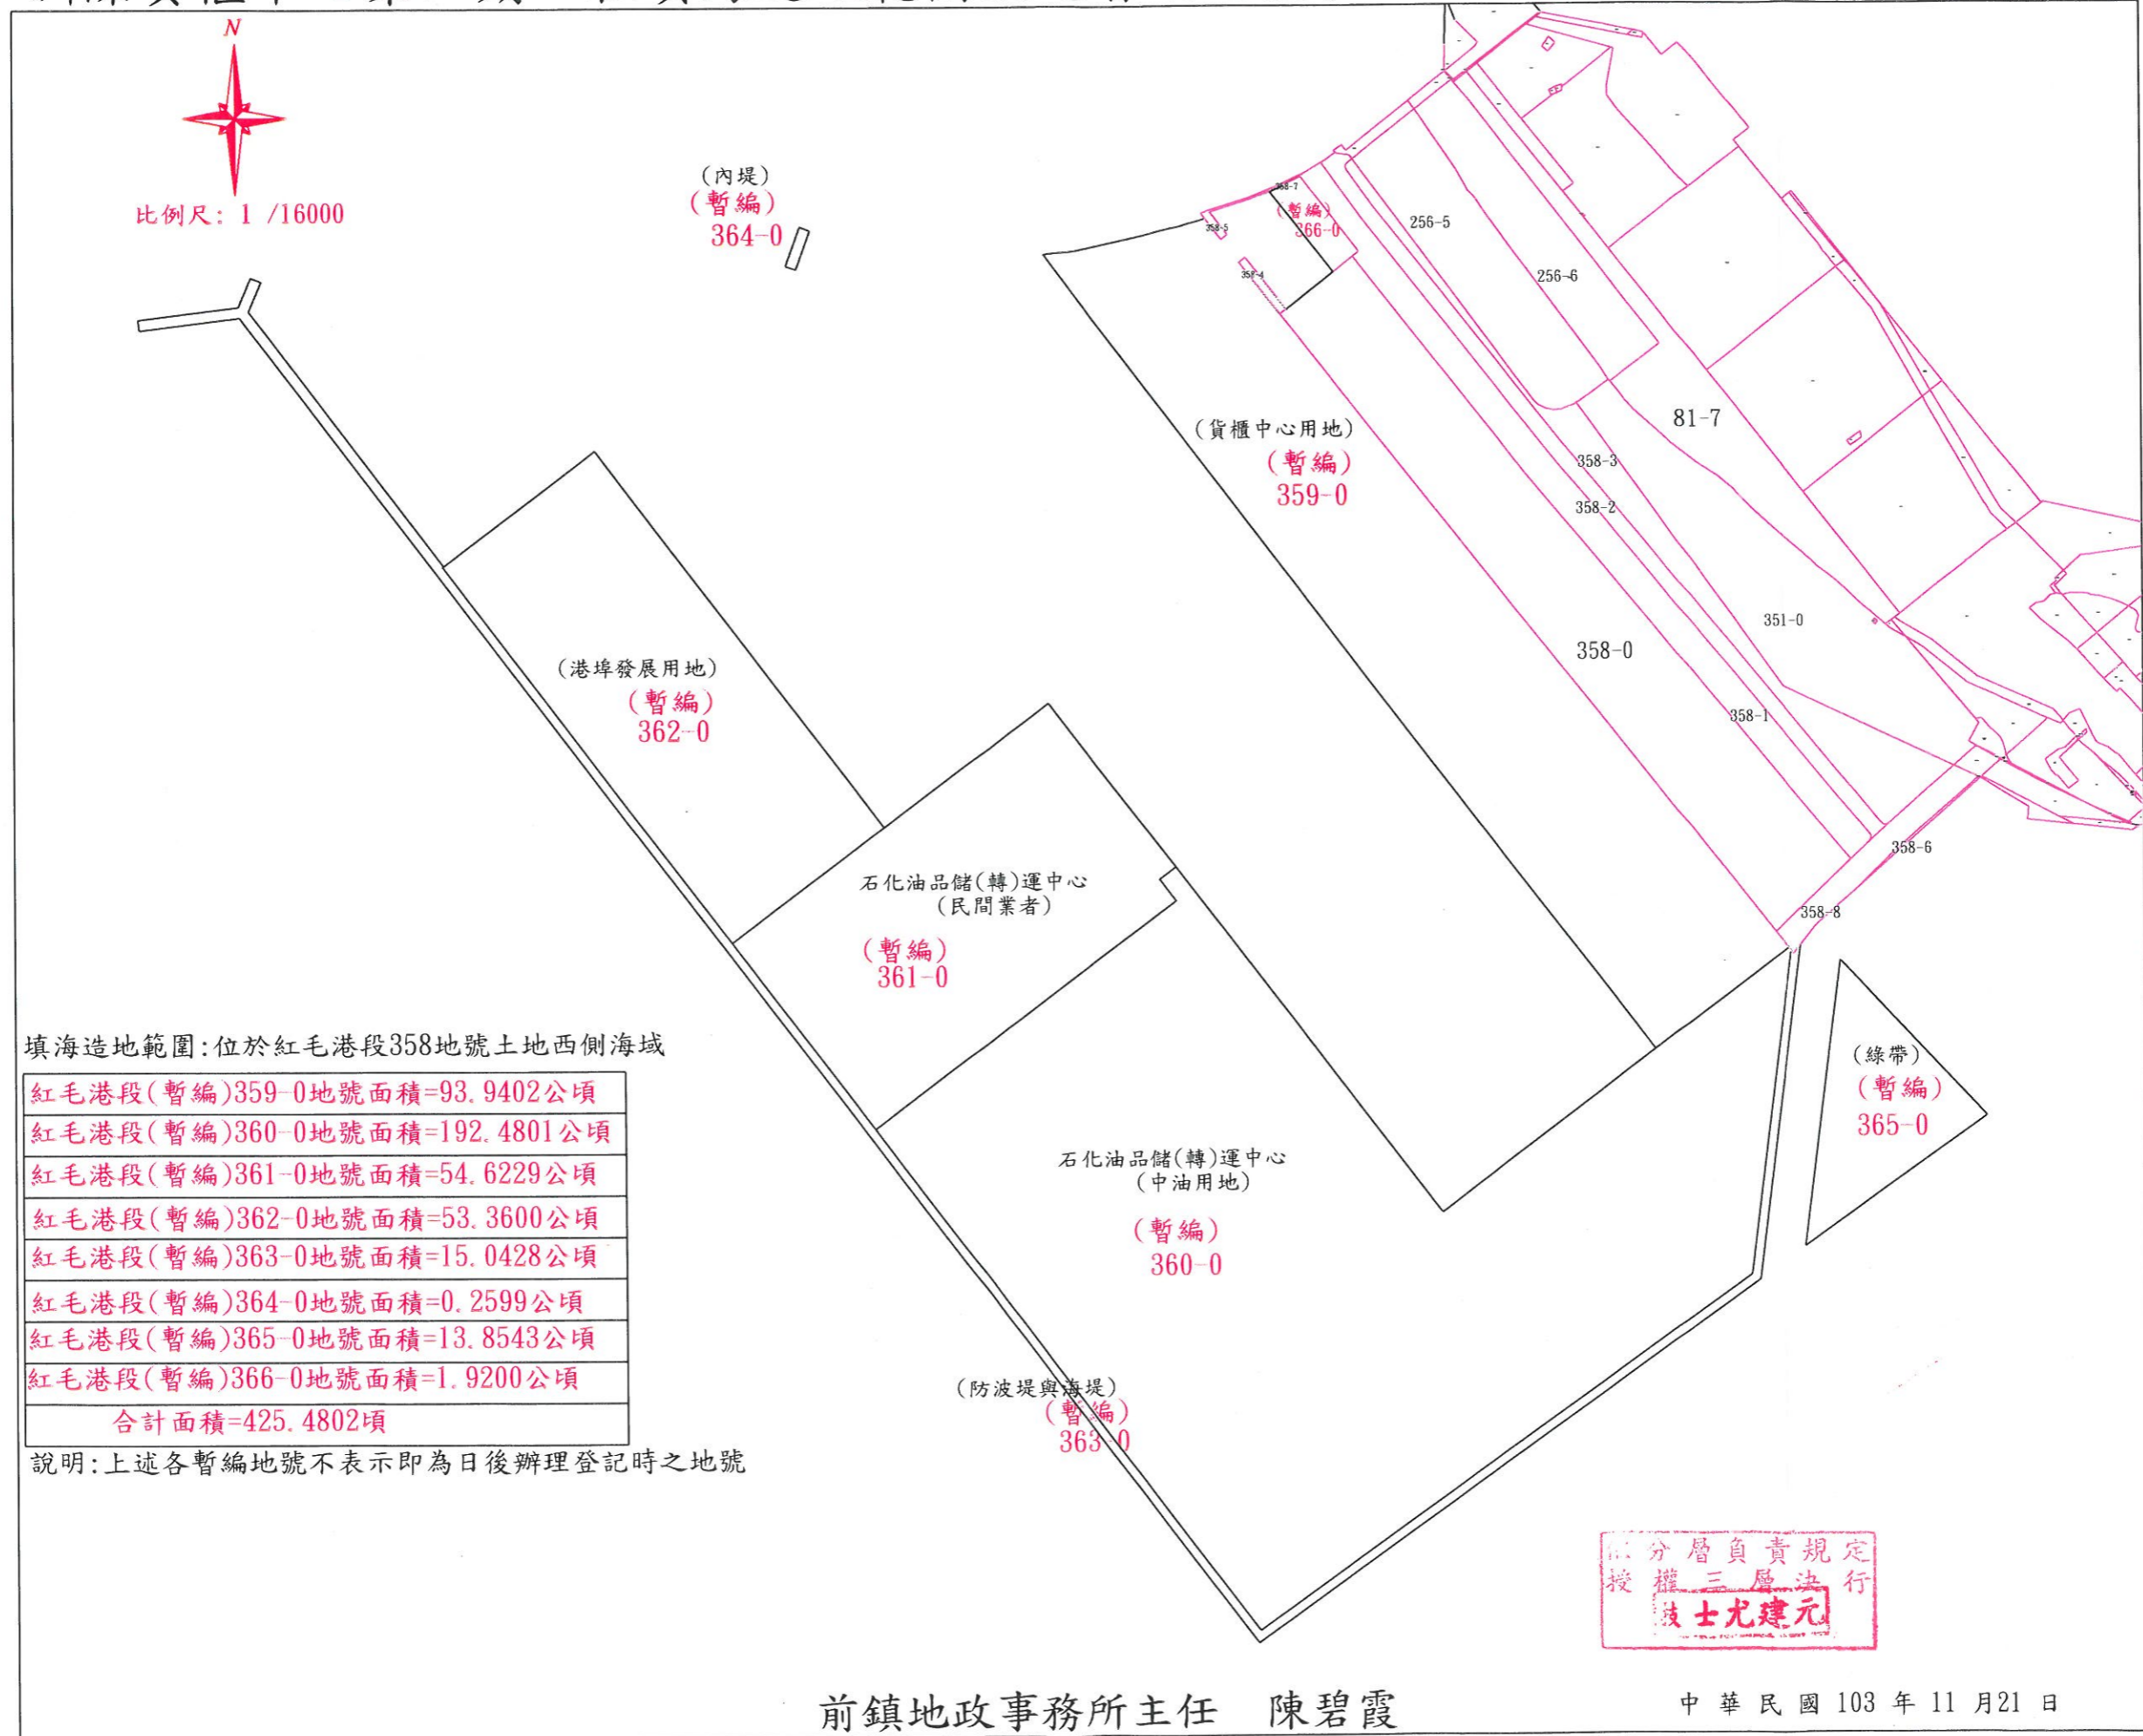 N
比例尺: 1 /16000
(內堤)
(暫編)
364-0
358-7
(暫編)
366-0
358-5
358-4
256-5
256-6
81-7
(貨櫃中心用地)
(暫編)
359-0
358-3
358-2
351-0
358-0
358-1
358-6
358-8
(港埠發展用地)
(暫編)
362-0
石化油品儲(轉)運中心
(民間業者)
(暫編)
361-0
(綠帶)
(暫編)
365-0
石化油品儲(轉)運中心
(中油用地)
(暫編)
360-0
(防波堤與海堤)
(暫編)
363-0
填海造地範圍:位於紅毛港段358地號土地西側海域
紅毛港段(暫編)359-0地號面積=93.9402公頃
紅毛港段(暫編)360-0地號面積=192.4801公頃
紅毛港段(暫編)361-0地號面積=54.6229公頃
紅毛港段(暫編)362-0地號面積=53.3600公頃
紅毛港段(暫編)363-0地號面積=15.0428公頃
紅毛港段(暫編)364-0地號面積=0.2599公頃
紅毛港段(暫編)365-0地號面積=13.8543公頃
紅毛港段(暫編)366-0地號面積=1.9200公頃
合計面積=425.4802頃
說明:上述各暫編地號不表示即為日後辦理登記時之地號
分層負責規定
授權三層決行
技士尤建元
前鎮地政事務所主任 陳碧霞
中華民國103年11月21日